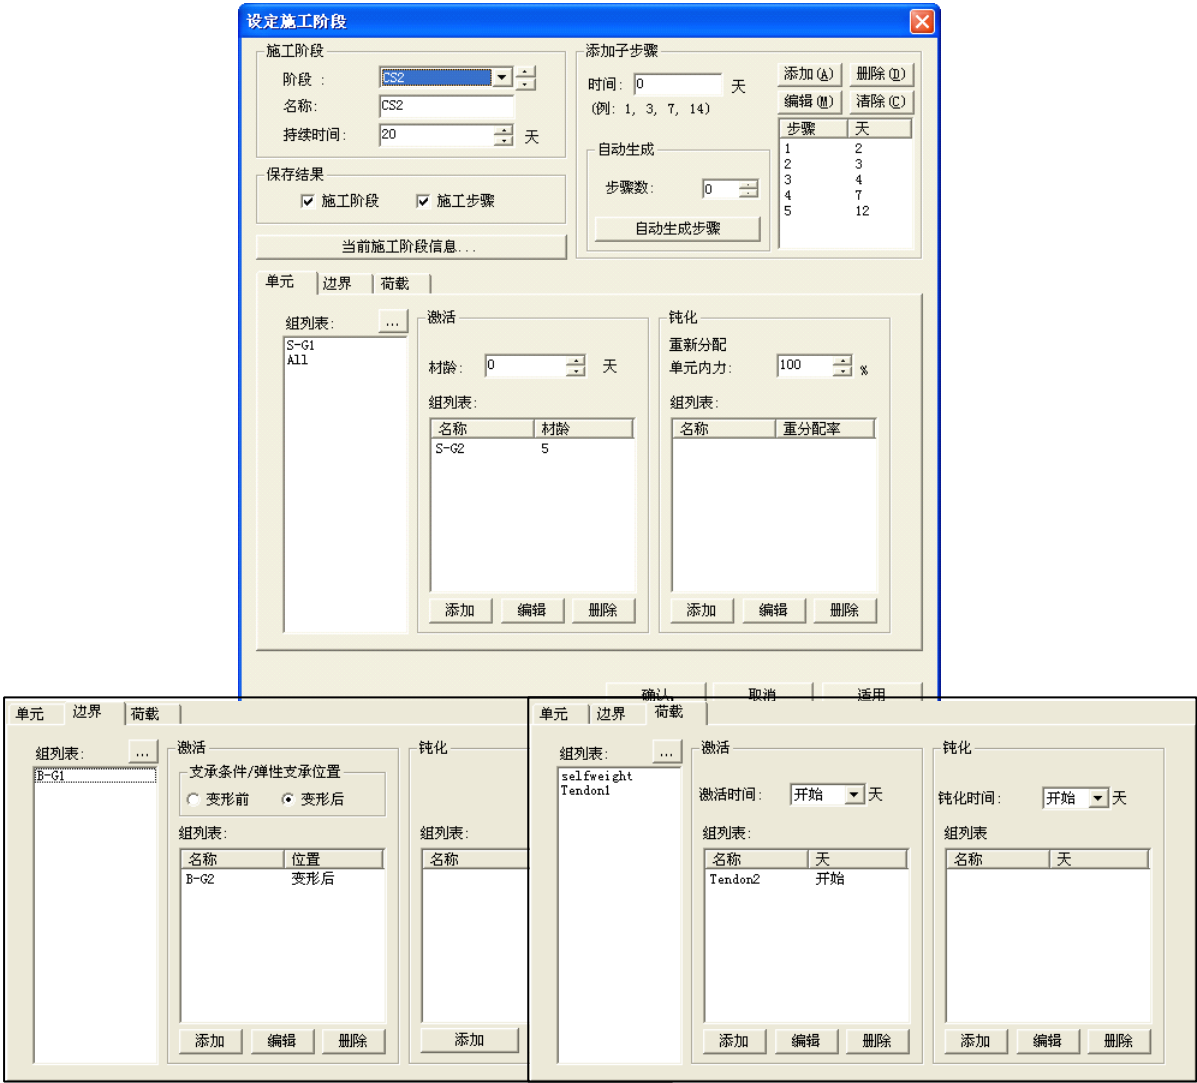 设定施工阶段
施工阶段
阶段 : CS2
名称: CS2
持续时间: 20 天
保存结果
施工阶段 施工步骤
当前施工阶段信息...
添加子步骤
时间: 0 天
(例: 1, 3, 7, 14)
自动生成
步骤数: 0
自动生成步骤
添加(A) 删除(D)
编辑(M) 清除(C)
步骤 天
1 2
2 3
3 4
4 7
5 12
单元 边界 荷载
组列表: ...
S-G1
All
激活
材龄: 0 天
组列表:
名称 材龄
S-G2 5
添加 编辑 删除
钝化
重新分配
单元内力: 100 %
组列表:
名称 重分配率
添加 编辑 删除
确认 取消 适用
单元 边界 荷载
组列表: ...
B-G1
激活
支承条件/弹性支承位置
变形前 变形后
组列表:
名称 位置
B-G2 变形后
添加 编辑 删除
钝化
组列表:
名称
添加
单元 边界 荷载
组列表: ...
selfweight
Tendon1
激活
激活时间: 开始 天
组列表:
名称 天
Tendon2 开始
添加 编辑 删除
钝化
钝化时间: 开始 天
组列表
名称 天
添加 编辑 删除